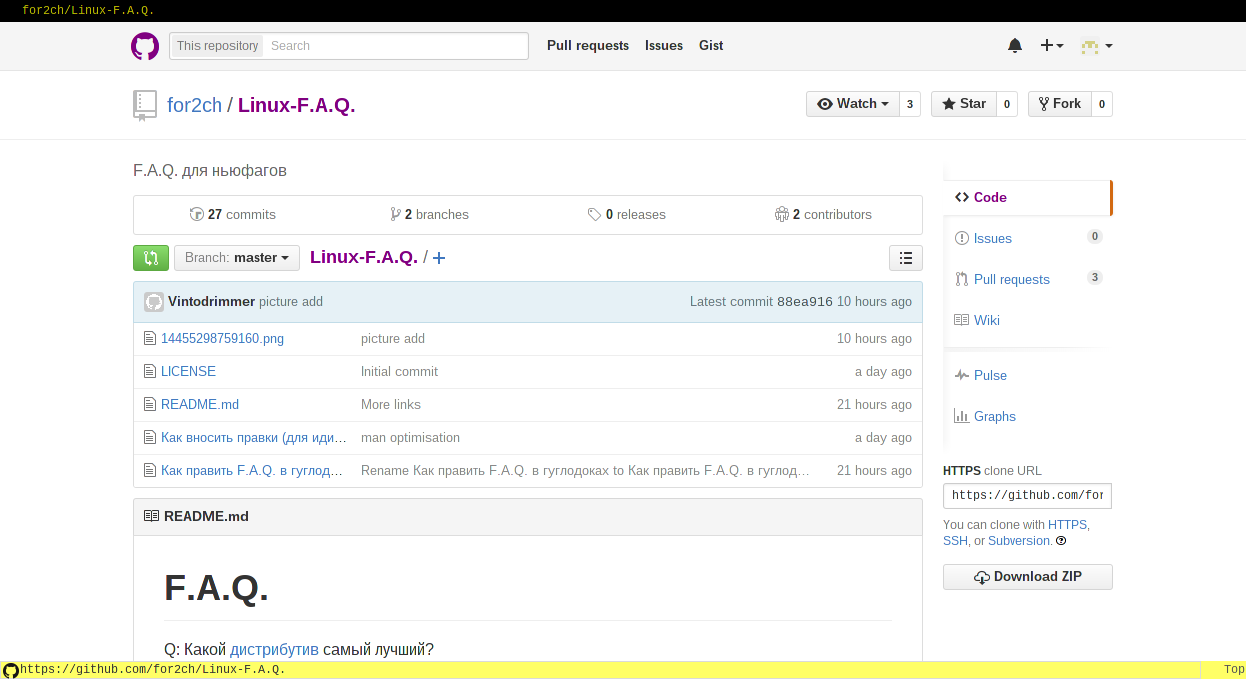 for2ch/Linux-F.A.Q.
This repository Search Pull requests Issues Gist
for2ch / Linux-F.A.Q. Watch 3 Star 0 Fork 0
F.A.Q. для ньюфагов
27 commits 2 branches 0 releases 2 contributors
Branch: master Linux-F.A.Q. / +
Vintodrimmer picture add Latest commit 88ea916 10 hours ago
14455298759160.png picture add 10 hours ago
LICENSE Initial commit a day ago
README.md More links 21 hours ago
Как вносить правки (для иди… man optimisation a day ago
Как править F.A.Q. в гуглод… Rename Как править F.A.Q. в гуглодоках to Как править F.A.Q. в гуглод… 21 hours ago
README.md
F.A.Q.
Q: Какой дистрибутив самый лучший?
Code
Issues 0
Pull requests 3
Wiki
Pulse
Graphs
HTTPS clone URL
https://github.com/for
You can clone with HTTPS,
SSH, or Subversion.
Download ZIP
https://github.com/for2ch/Linux-F.A.Q. Top